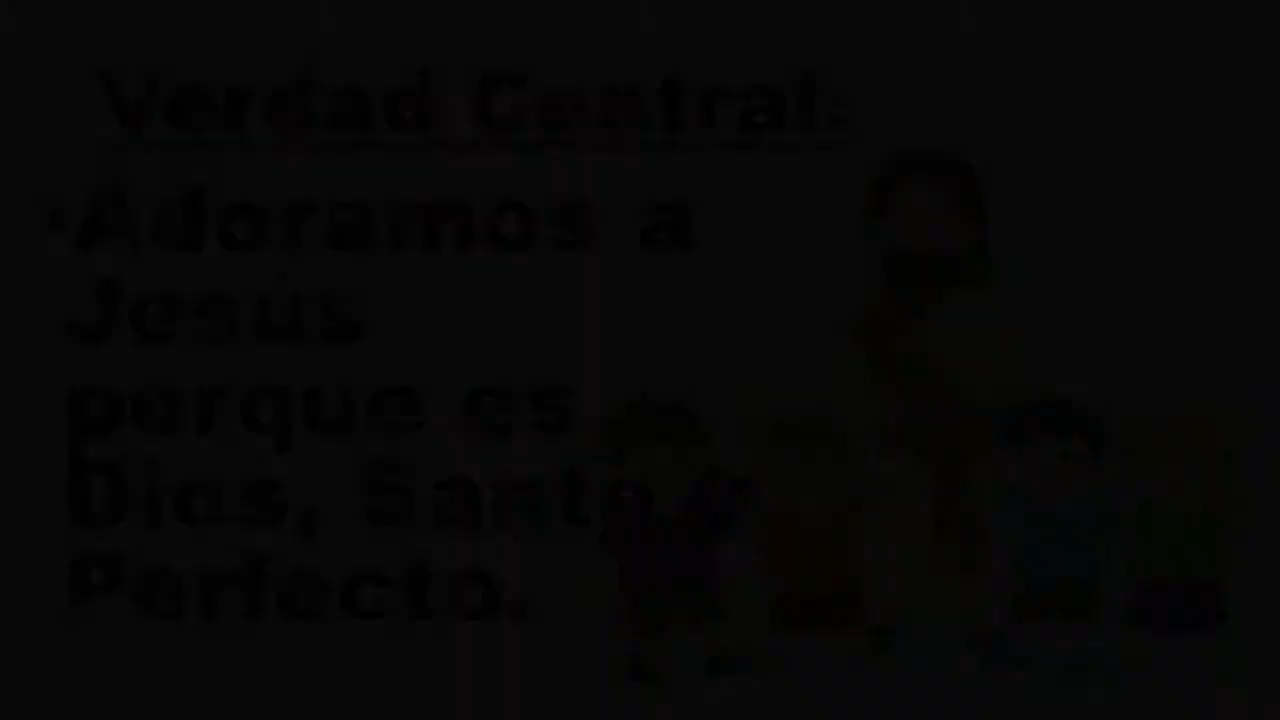 Verdad Central:
•Adoramos a
Jesús
porque es
Dios, Santo y
Perfecto.